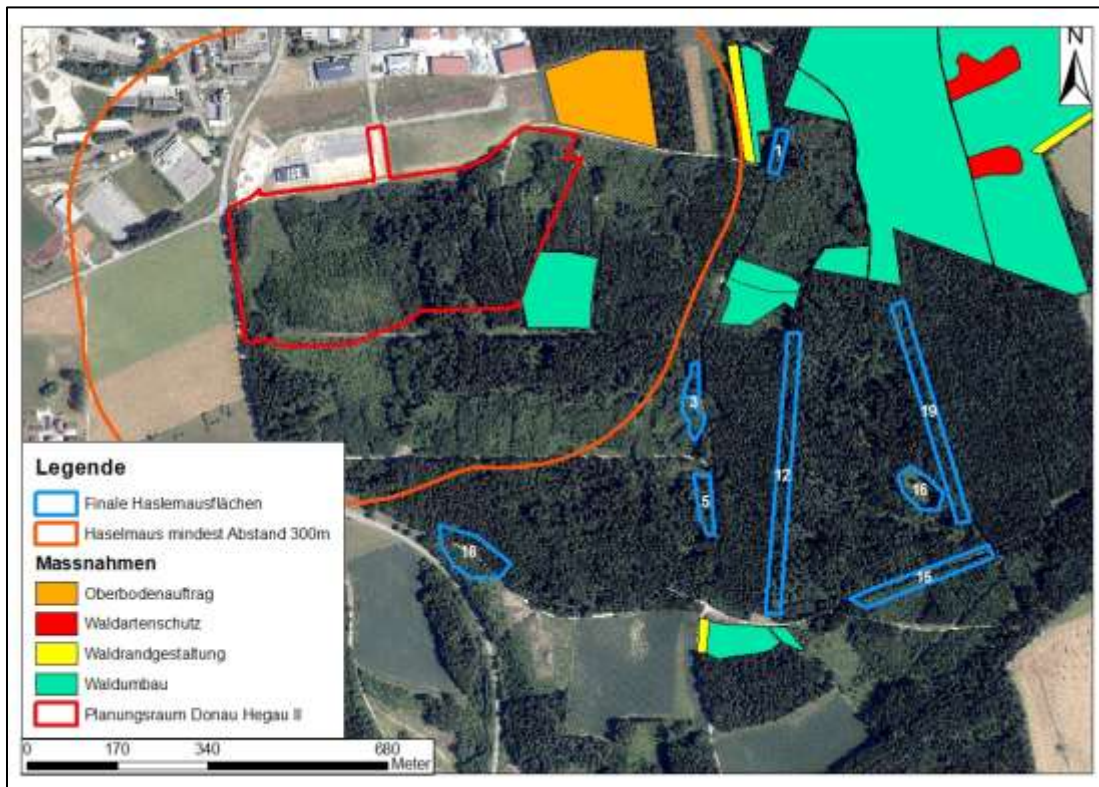 N
1
3
19
12
16
5
18
15
Legende
Finale Haslemausflächen
Haselmaus mindest Abstand 300m
Massnahmen
Oberbodenauftrag
Waldartenschutz
Waldrandgestaltung
Waldumbau
Planungsraum Donau Hegau II
0 170 340 680
Meter